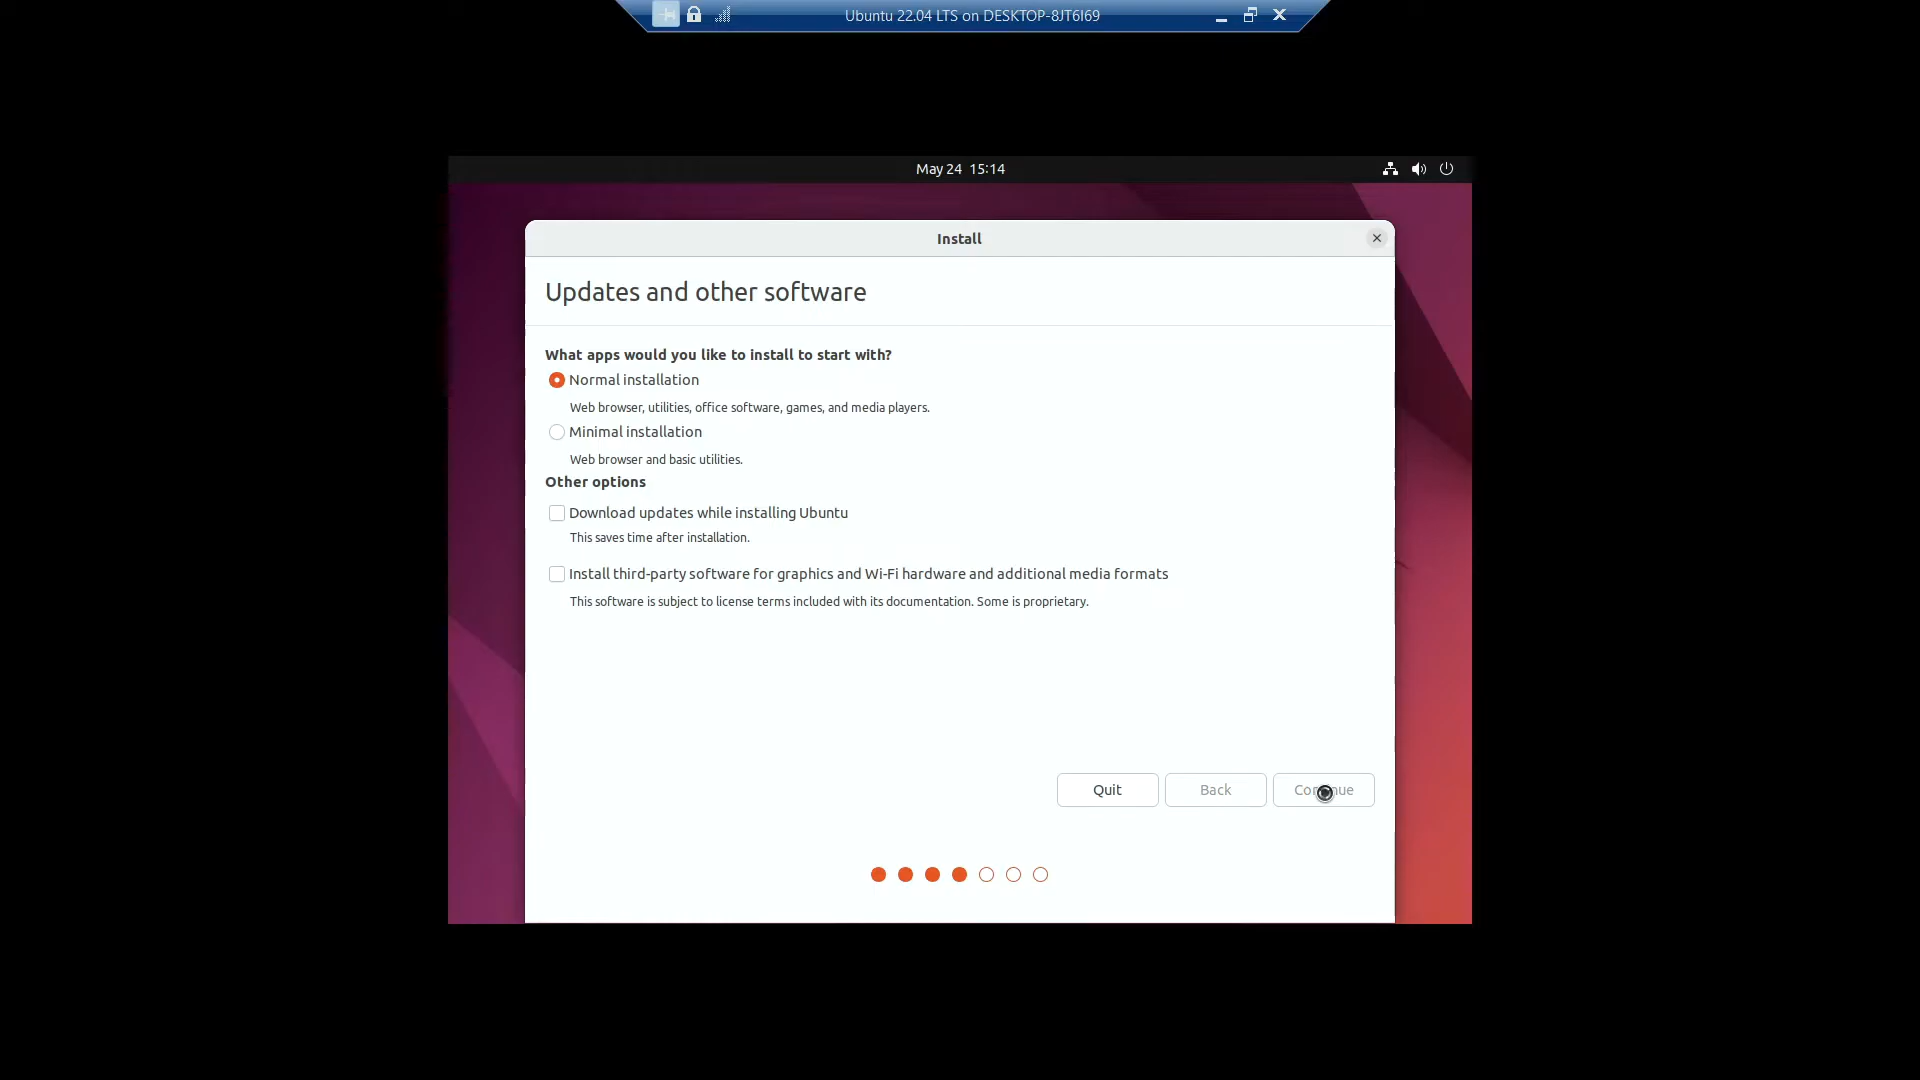 Ubuntu 22.04 LTS on DESKTOP-8JT6I69
May 24 15:14
Install
Updates and other software
What apps would you like to install to start with?
Normal installation
Web browser, utilities, office software, games, and media players.
Minimal installation
Web browser and basic utilities.
Other options
Download updates while installing Ubuntu
This saves time after installation.
Install third-party software for graphics and Wi-Fi hardware and additional media formats
This software is subject to license terms included with its documentation. Some is proprietary.
Quit Back Continue